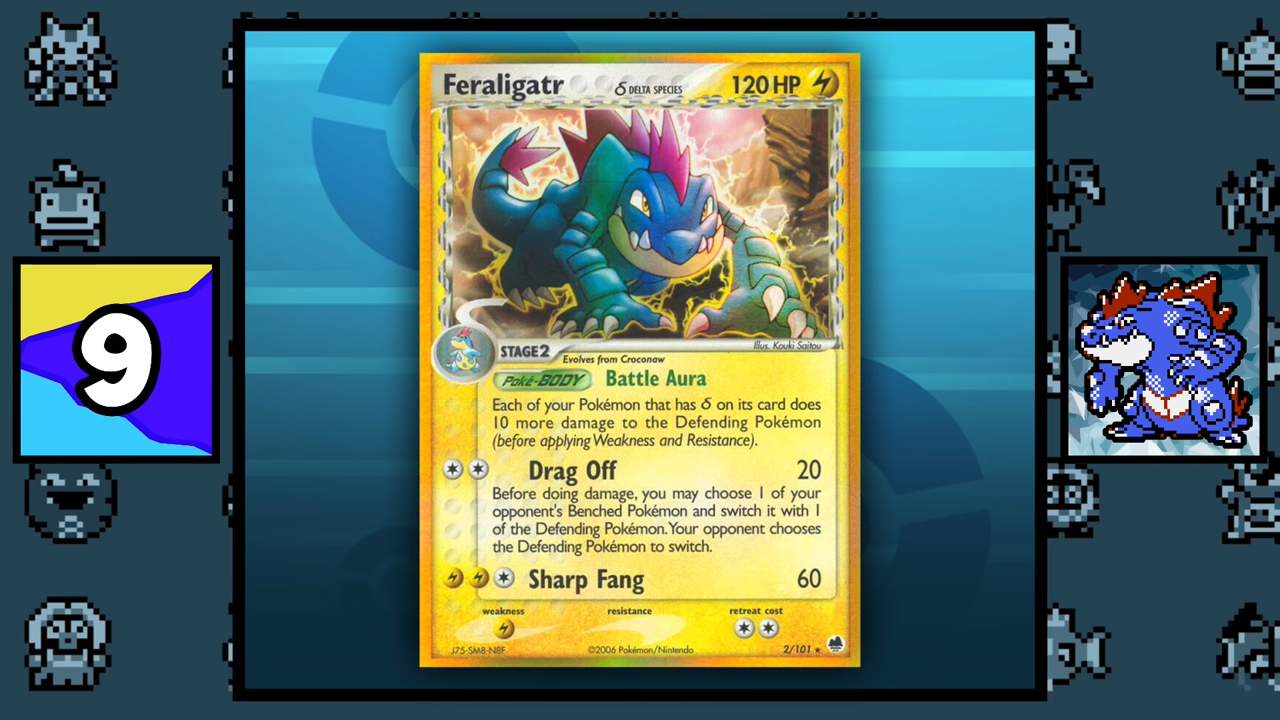 Feraligatr δ DELTA SPECIES 120 HP
9
Illus. Kouki Saitou
STAGE 2 Evolves from Croconaw
Poké-BODY Battle Aura
Each of your Pokémon that has δ on its card does
10 more damage to the Defending Pokémon
(before applying Weakness and Resistance).
Drag Off 20
Before doing damage, you may choose 1 of your
opponent's Benched Pokémon and switch it with 1
of the Defending Pokémon. Your opponent chooses
the Defending Pokémon to switch.
Sharp Fang 60
weakness resistance retreat cost
J75-SM8-N8F ©2006 Pokémon/Nintendo 2/101 ★